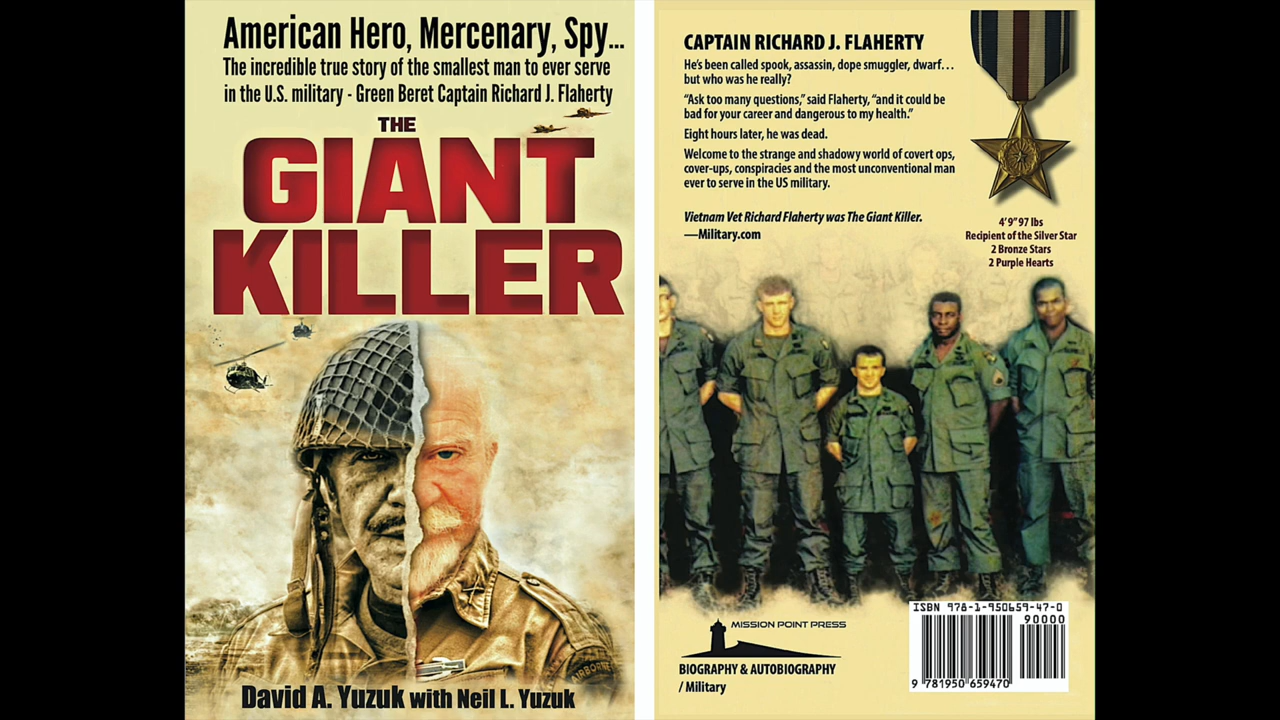 American Hero, Mercenary, Spy...
The incredible true story of the smallest man to ever serve
in the U.S. military - Green Beret Captain Richard J. Flaherty
THE
GIANT
KILLER
AIRBORNE
David A. Yuzuk with Neil L. Yuzuk
CAPTAIN RICHARD J. FLAHERTY
He's been called spook, assassin, dope smuggler, dwarf…
but who was he really?
“Ask too many questions,” said Flaherty, “and it could be
bad for your career and dangerous to my health.”
Eight hours later, he was dead.
Welcome to the strange and shadowy world of covert ops,
cover-ups, conspiracies and the most unconventional man
ever to serve in the US military.
Vietnam Vet Richard Flaherty was The Giant Killer.
—Military.com
4'9" 97 lbs
Recipient of the Silver Star
2 Bronze Stars
2 Purple Hearts
MISSION POINT PRESS
BIOGRAPHY & AUTOBIOGRAPHY
/ Military
ISBN 978-1-950659-47-0
90000
9 781950 659470